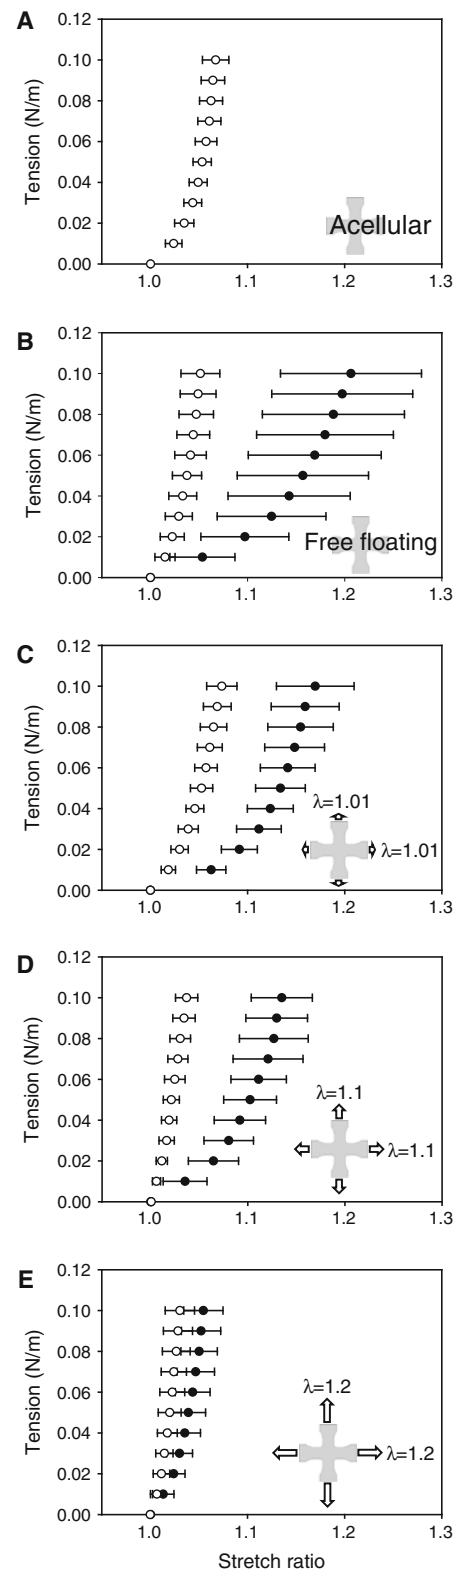 A
0.12
0.10
0.08
0.06
0.04
0.02
0.00
Tension (N/m)
Acellular
1.0 1.1 1.2 1.3
B
0.12
0.10
0.08
0.06
0.04
0.02
0.00
Tension (N/m)
Free floating
1.0 1.1 1.2 1.3
C
0.12
0.10
0.08
0.06
0.04
0.02
0.00
Tension (N/m)
λ=1.01
λ=1.01
1.0 1.1 1.2 1.3
D
0.12
0.10
0.08
0.06
0.04
0.02
0.00
Tension (N/m)
λ=1.1
λ=1.1
1.0 1.1 1.2 1.3
E
0.12
0.10
0.08
0.06
0.04
0.02
0.00
Tension (N/m)
λ=1.2
λ=1.2
1.0 1.1 1.2 1.3
Stretch ratio